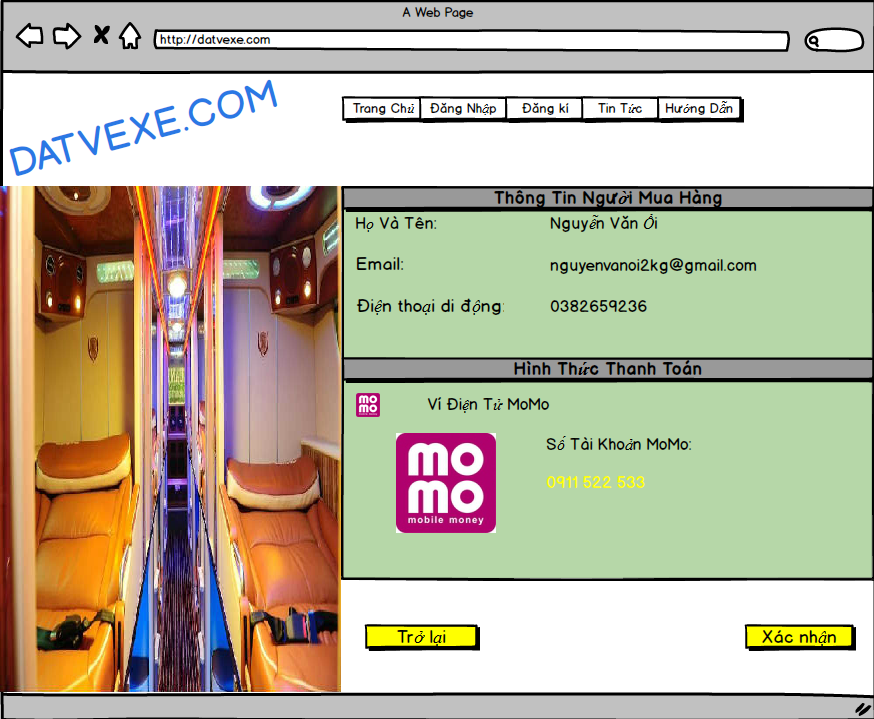 A Web Page
http://datvexe.com
DATVEXE.COM
Trang Chủ Đăng Nhập Đăng kí Tin Tức Hướng Dẫn
Thông Tin Người Mua Hàng
Họ Và Tên: Nguyễn Văn Ổi
Email: nguyenvanoi2kg@gmail.com
Điện thoại di động: 0382659236
Hình Thức Thanh Toán
mo
mo
Ví Điện Tử MoMo
mo
mo
mobile money
Số Tài Khoản MoMo:
0911 522 533
Trở lại Xác nhận